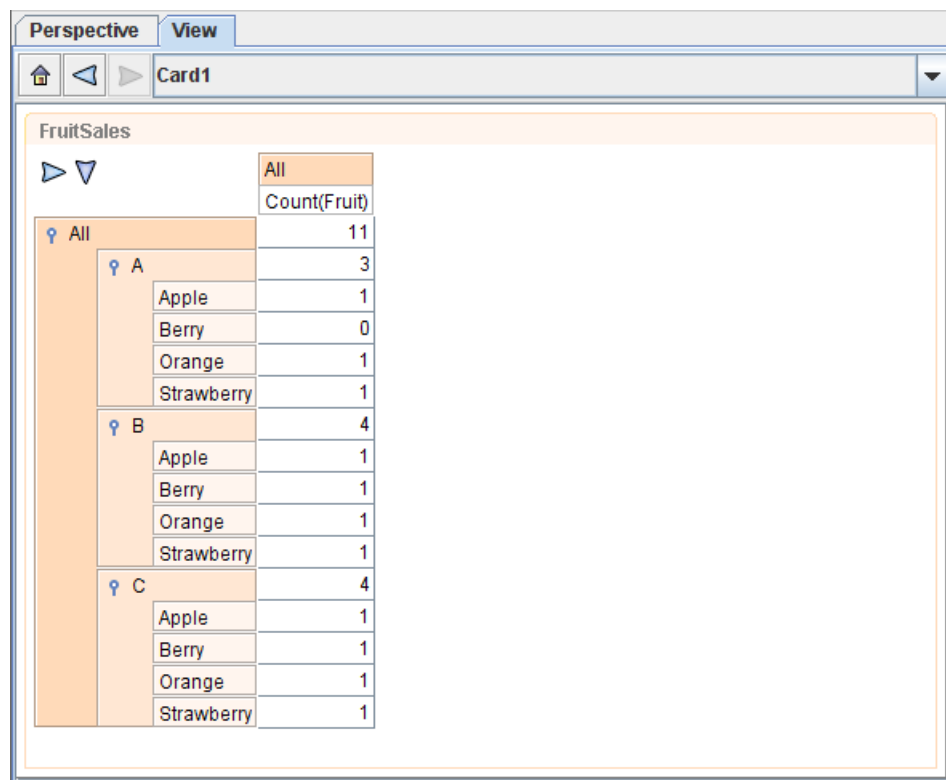 Perspective View
Card1
FruitSales
All
Count(Fruit)
All 11
A 3
Apple 1
Berry 0
Orange 1
Strawberry 1
B 4
Apple 1
Berry 1
Orange 1
Strawberry 1
C 4
Apple 1
Berry 1
Orange 1
Strawberry 1